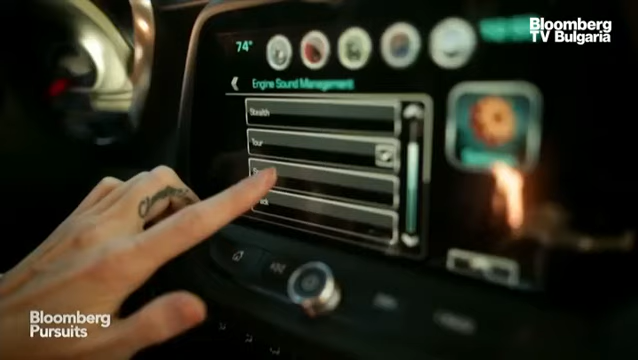 Bloomberg
TV Bulgaria
74°
Engine Sound Management
Stealth
Tour
Bloomberg
Pursuits